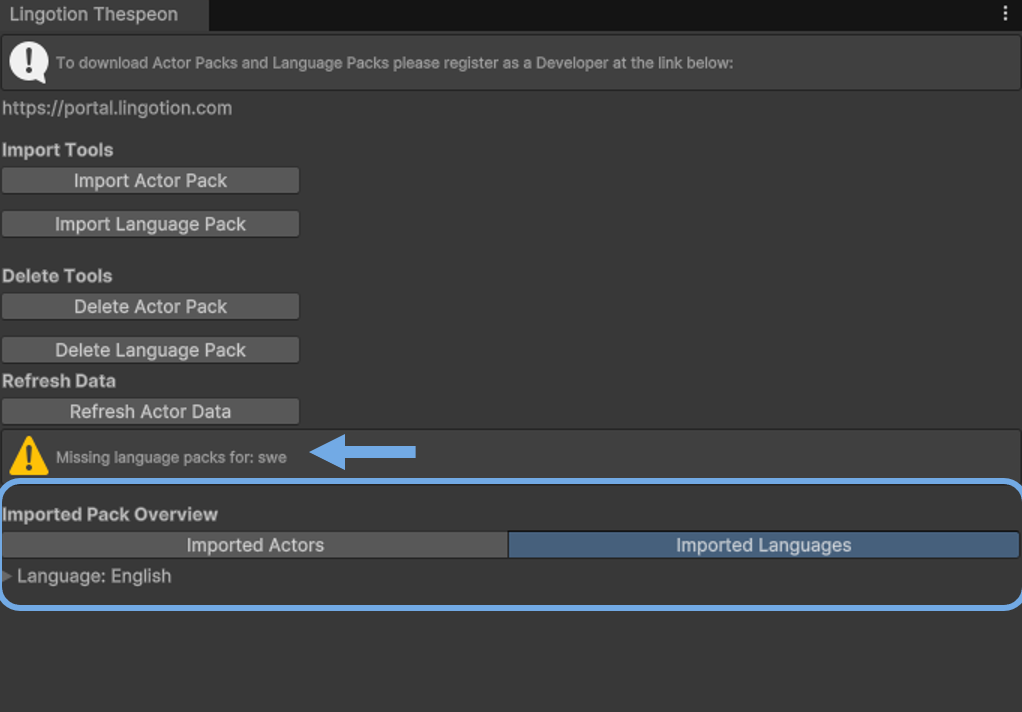 Lingotion Thespeon
To download Actor Packs and Language Packs please register as a Developer at the link below:
https://portal.lingotion.com
Import Tools
Import Actor Pack
Import Language Pack
Delete Tools
Delete Actor Pack
Delete Language Pack
Refresh Data
Refresh Actor Data
Missing language packs for: swe
Imported Pack Overview
Imported Actors Imported Languages
Language: English